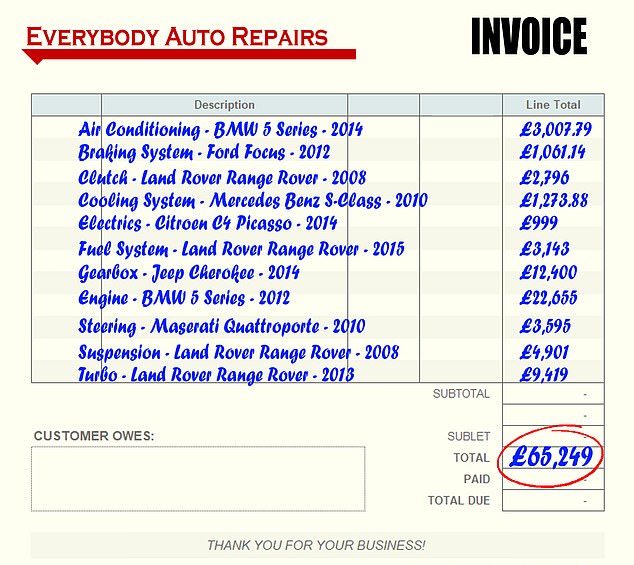 EVERYBODY AUTO REPAIRS
INVOICE
Description Line Total
Air Conditioning - BMW 5 Series - 2014 £3,007.79
Braking System - Ford Focus - 2012 £1,061.14
Clutch - Land Rover Range Rover - 2008 £2,796
Cooling System - Mercedes Benz S-Class - 2010 £1,273.88
Electrics - Citroen C4 Picasso - 2014 £999
Fuel System - Land Rover Range Rover - 2015 £3,143
Gearbox - Jeep Cherokee - 2014 £12,400
Engine - BMW 5 Series - 2012 £22,655
Steering - Maserati Quattroporte - 2010 £3,595
Suspension - Land Rover Range Rover - 2008 £4,901
Turbo - Land Rover Range Rover - 2013 £9,419
SUBTOTAL -
-
CUSTOMER OWES: SUBLET -
TOTAL £65,249
PAID -
TOTAL DUE -
THANK YOU FOR YOUR BUSINESS!